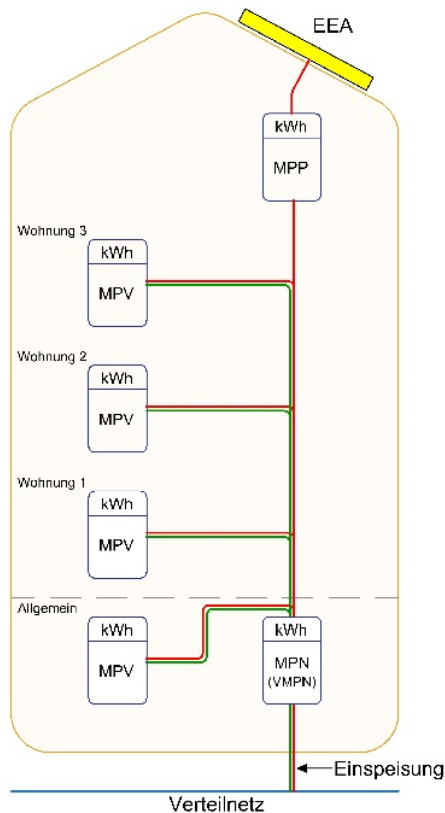 EEA
kWh
MPP
Wohnung 3
kWh
MPV
Wohnung 2
kWh
MPV
Wohnung 1
kWh
MPV
Allgemein
kWh
MPV
kWh
MPN
(VMPN)
Einspeisung
Verteilnetz